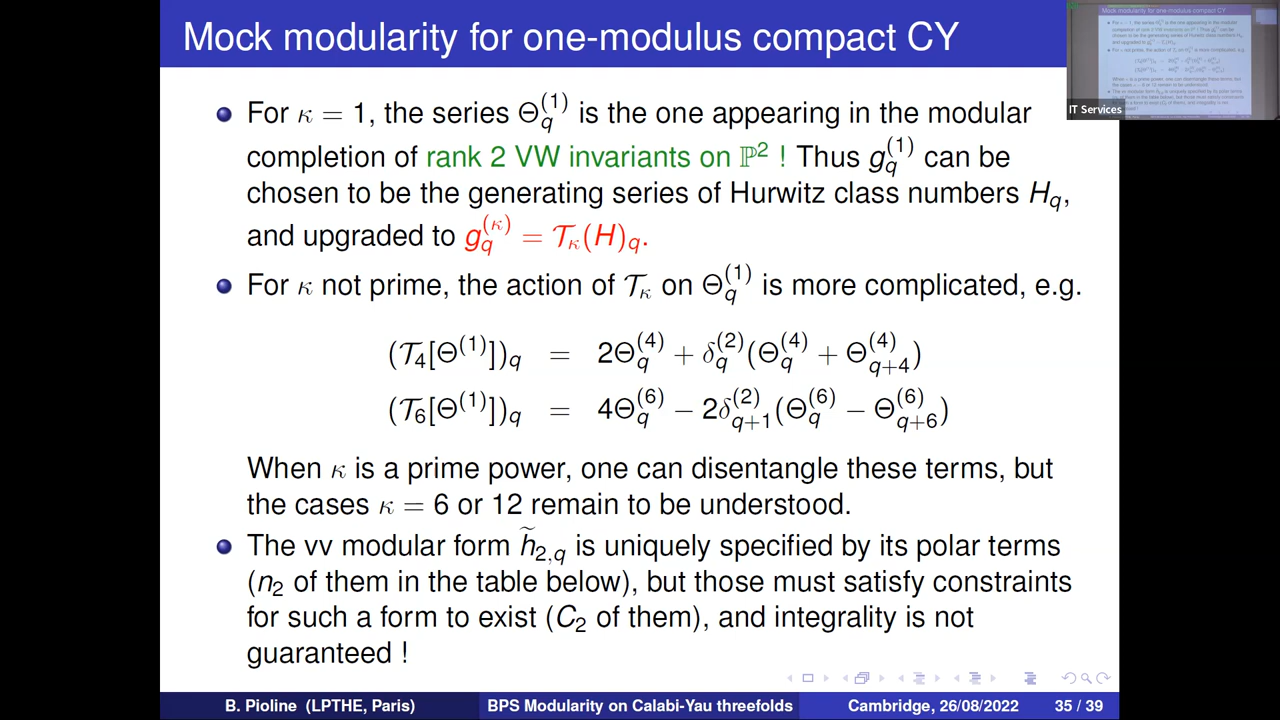 Mock modularity for one-modulus compact CY
For κ = 1, the series Θ_q^{(1)} is the one appearing in the modular
completion of rank 2 VW invariants on ℙ² ! Thus g_q^{(1)} can be
chosen to be the generating series of Hurwitz class numbers H_q,
and upgraded to g_q^{(κ)} = 𝒯_κ(H)_q.
For κ not prime, the action of 𝒯_κ on Θ_q^{(1)} is more complicated, e.g.
(𝒯_4[Θ^{(1)}])_q = 2Θ_q^{(4)} + δ_q^{(2)}(Θ_q^{(4)} + Θ_{q+4}^{(4)})
(𝒯_6[Θ^{(1)}])_q = 4Θ_q^{(6)} − 2δ_{q+1}^{(2)}(Θ_q^{(6)} − Θ_{q+6}^{(6)})
When κ is a prime power, one can disentangle these terms, but
the cases κ = 6 or 12 remain to be understood.
The vv modular form h̃_{2,q} is uniquely specified by its polar terms
(n_2 of them in the table below), but those must satisfy constraints
for such a form to exist (C_2 of them), and integrality is not
guaranteed !
B. Pioline (LPTHE, Paris) BPS Modularity on Calabi-Yau threefolds Cambridge, 26/08/2022 35 / 39
IT Services